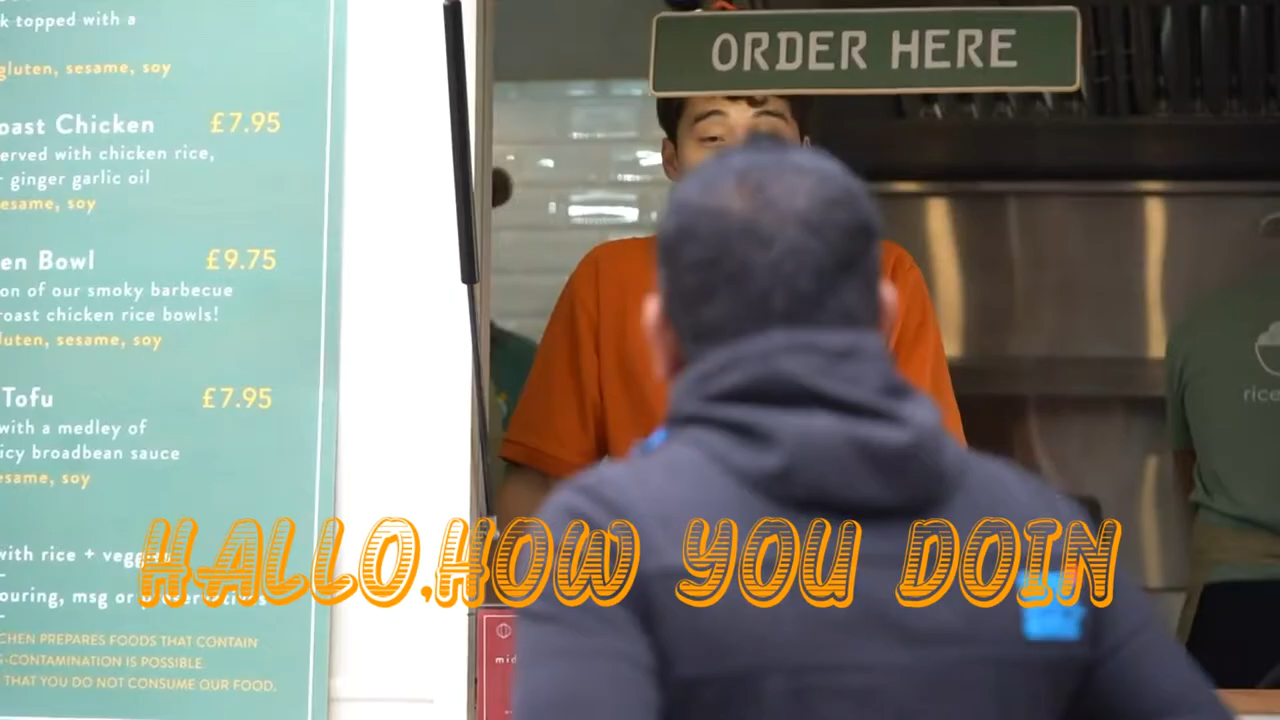 k topped with a
gluten, sesame, soy
oast Chicken £7.95
erved with chicken rice,
r ginger garlic oil
esame, soy
en Bowl £9.75
on of our smoky barbecue
roast chicken rice bowls!
luten, sesame, soy
Tofu £7.95
with a medley of
icy broadbean sauce
esame, soy
with rice + veggies
ouring, msg or
CHEN PREPARES FOODS THAT CONTAIN
S-CONTAMINATION IS POSSIBLE.
THAT YOU DO NOT CONSUME OUR FOOD.
ORDER HERE
rice
mid
HALLO.HOW YOU DOIN